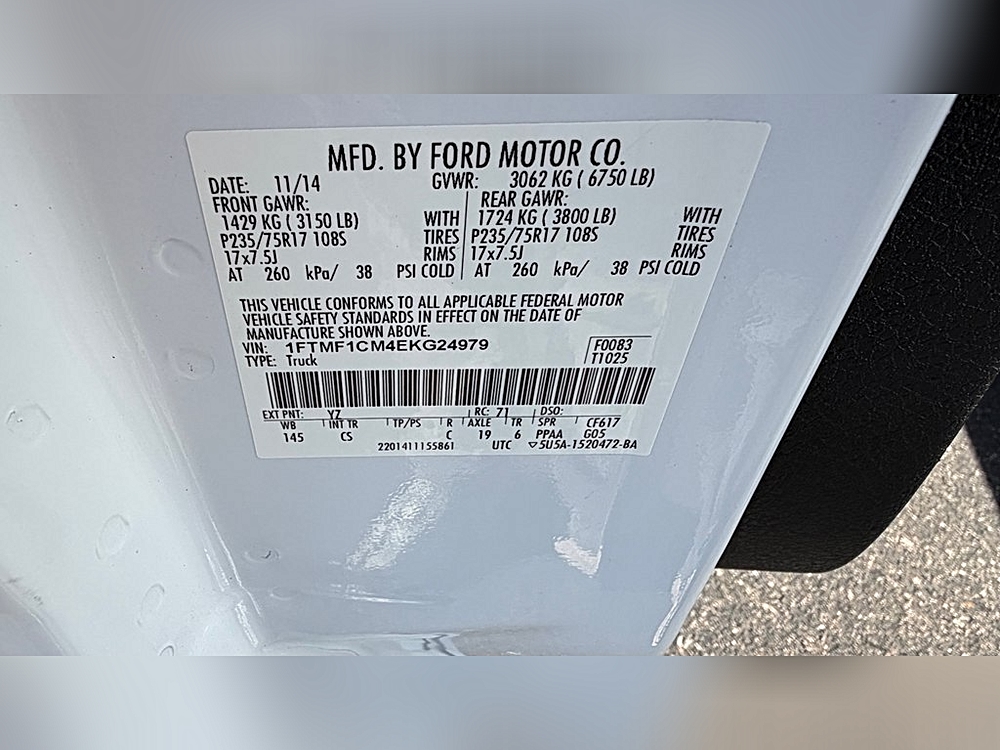 MFD. BY FORD MOTOR CO.
DATE: 11/14 GVWR: 3062 KG ( 6750 LB)
FRONT GAWR: REAR GAWR:
1429 KG ( 3150 LB) WITH 1724 KG ( 3800 LB) WITH
P235/75R17 108S TIRES P235/75R17 108S TIRES
17x7.5J RIMS 17x7.5J RIMS
AT 260 kPa/ 38 PSI COLD AT 260 kPa/ 38 PSI COLD
THIS VEHICLE CONFORMS TO ALL APPLICABLE FEDERAL MOTOR
VEHICLE SAFETY STANDARDS IN EFFECT ON THE DATE OF
MANUFACTURE SHOWN ABOVE.
VIN: 1FTMF1CM4EKG24979 F0083
TYPE: Truck T1025
EXT PNT: YZ RC: 71 DSO:
WB INT TR TP/PS R AXLE TR SPR CF617
145 CS C 19 6 PPAA G05
2201411155861 UTC ▽5U5A-1520472-BA